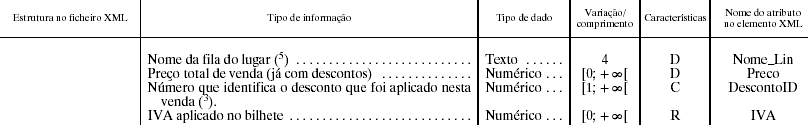 Estrutura no ficheiro XML Tipo de informação Tipo de dado Variação/ comprimento Características Nome do atributo no elemento XML
Nome da fila do lugar (⁵) ........................... Texto ...... 4 D Nome_Lin
Preço total de venda (já com descontos) .............. Numérico ... [0; +∞[ D Preco
Número que identifica o desconto que foi aplicado nesta Numérico ... [1; +∞[ C DescontoID
venda (³).
IVA aplicado no bilhete ............................ Numérico ... [0; +∞[ R IVA